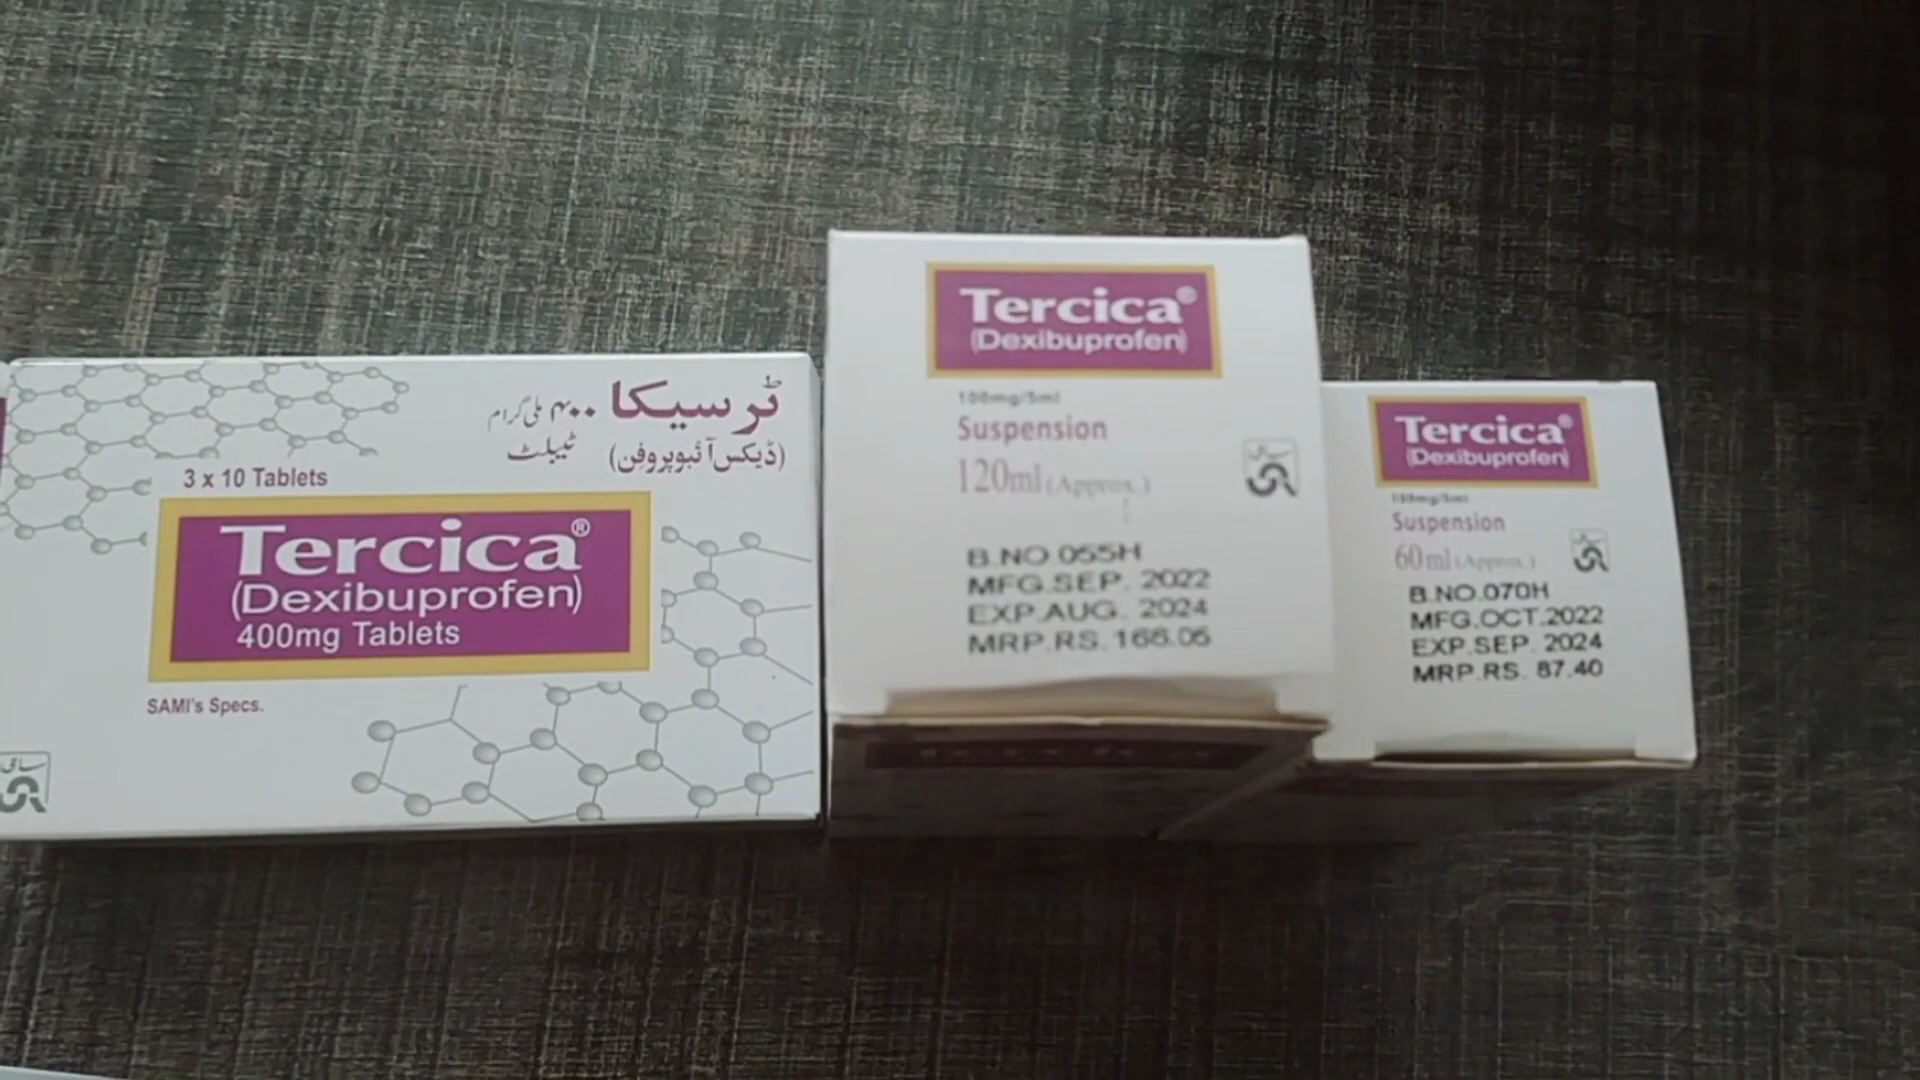 ٹرسیکا ۴۰۰ ملی گرام
(ڈیکس آئبوپروفن) ٹیبلٹ
3 x 10 Tablets
Tercica®
(Dexibuprofen)
400mg Tablets
SAMI's Specs.
سامی
Tercica®
(Dexibuprofen)
100mg/5ml
Suspension
120ml (Approx.)
B.NO.055H
MFG.SEP. 2022
EXP.AUG. 2024
MRP.RS. 166.05
Tercica®
(Dexibuprofen)
100mg/5ml
Suspension
60ml (Approx.)
B.NO.070H
MFG.OCT.2022
EXP.SEP. 2024
MRP.RS. 87.40